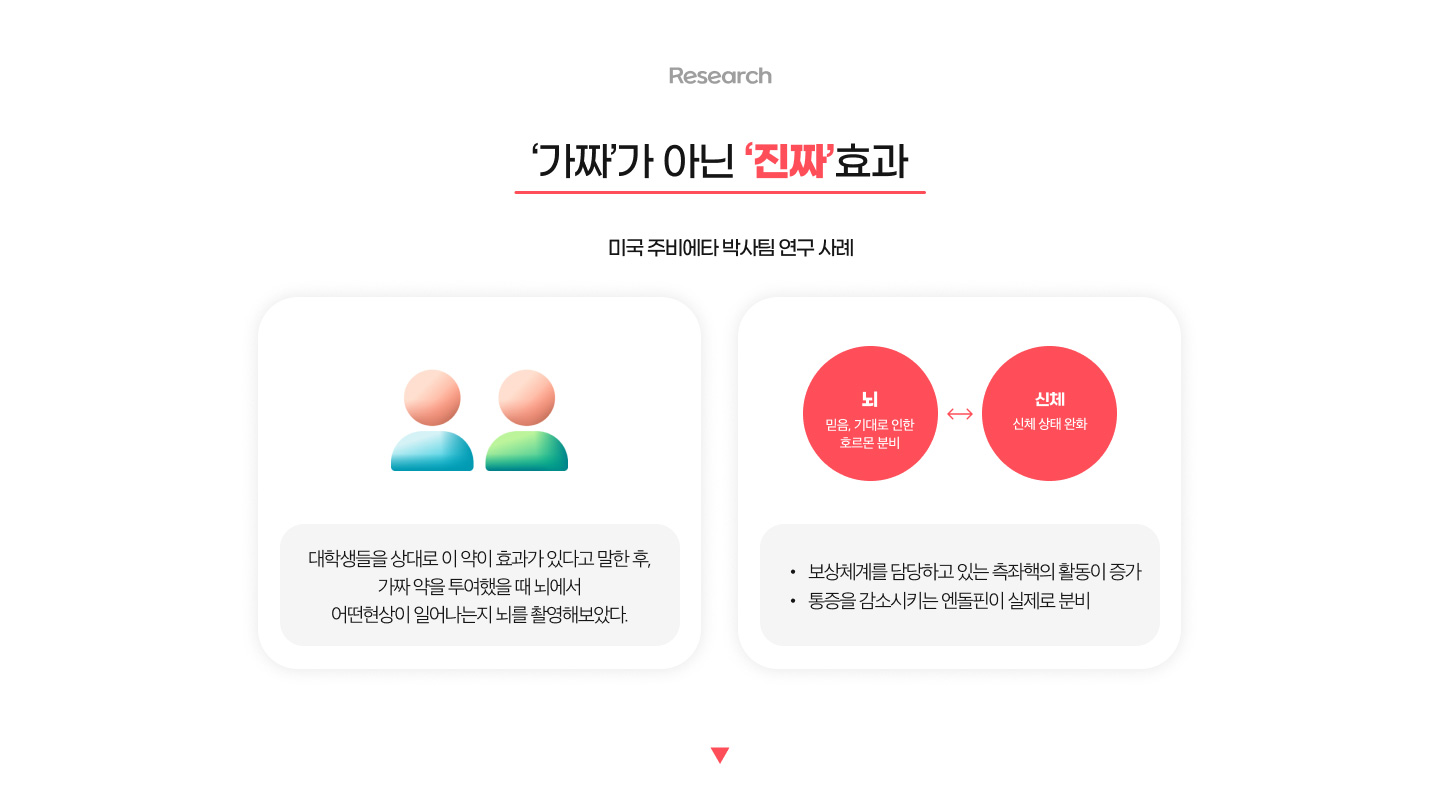 Research
‘가짜’가 아닌 ‘진짜’효과
미국 주비에타 박사팀 연구 사례
대학생들을 상대로 이 약이 효과가 있다고 말한 후,
가짜 약을 투여했을 때 뇌에서
어떤현상이 일어나는지 뇌를 촬영해보았다.
뇌
믿음, 기대로 인한
호르몬 분비
↔
신체
신체 상태 완화
• 보상체계를 담당하고 있는 측좌핵의 활동이 증가
• 통증을 감소시키는 엔돌핀이 실제로 분비